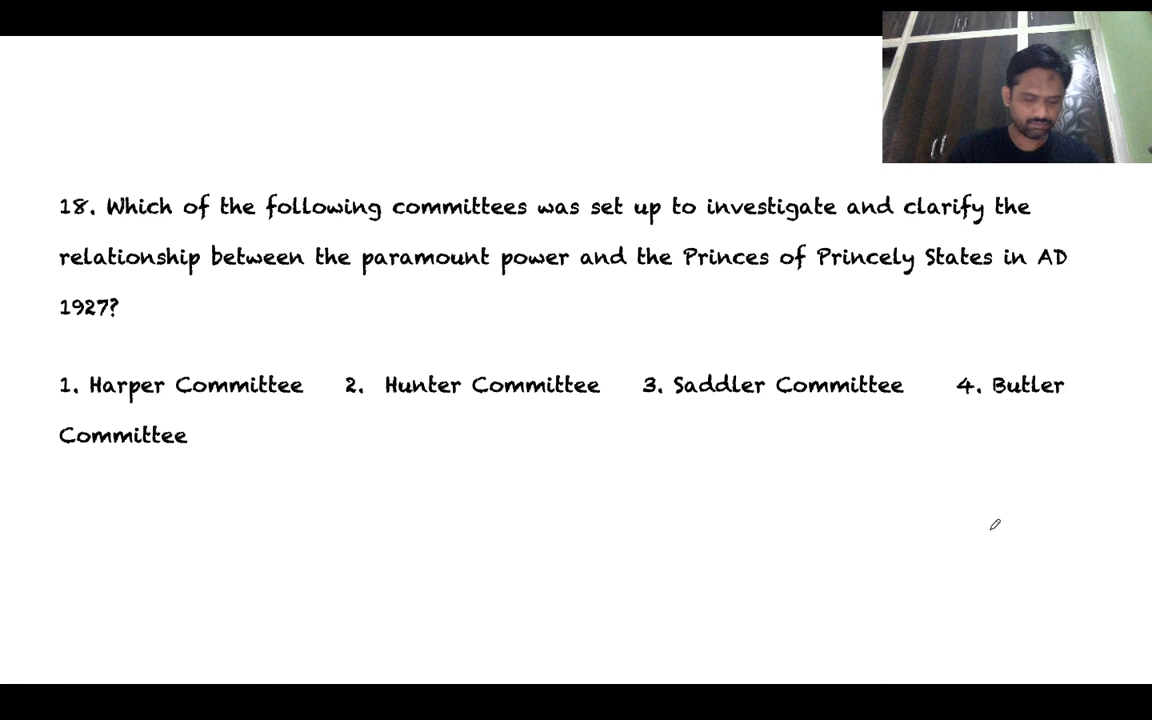 18. Which of the following committees was set up to investigate and clarify the
relationship between the paramount power and the Princes of Princely States in AD
1927?
1. Harper Committee 2. Hunter Committee 3. Saddler Committee 4. Butler
Committee